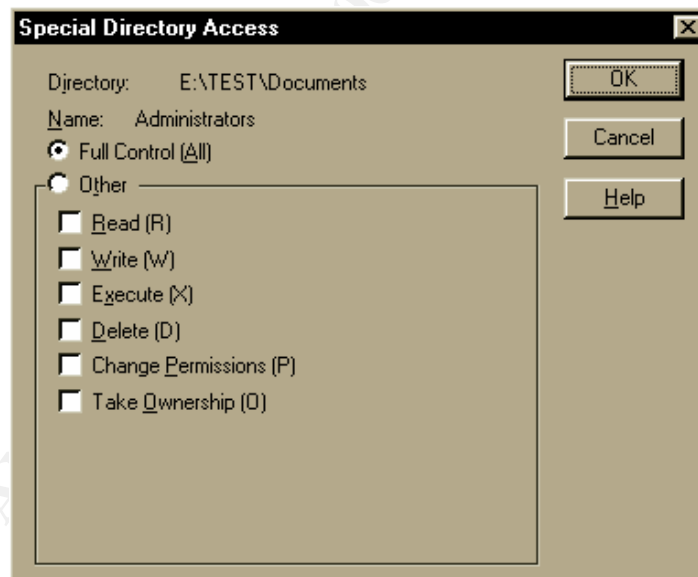 Special Directory Access
Directory: E:\TEST\Documents
OK
Name: Administrators
Cancel
Full Control (All)
Other
Help
Read (R)
Write (W)
Execute (X)
Delete (D)
Change Permissions (P)
Take Ownership (O)